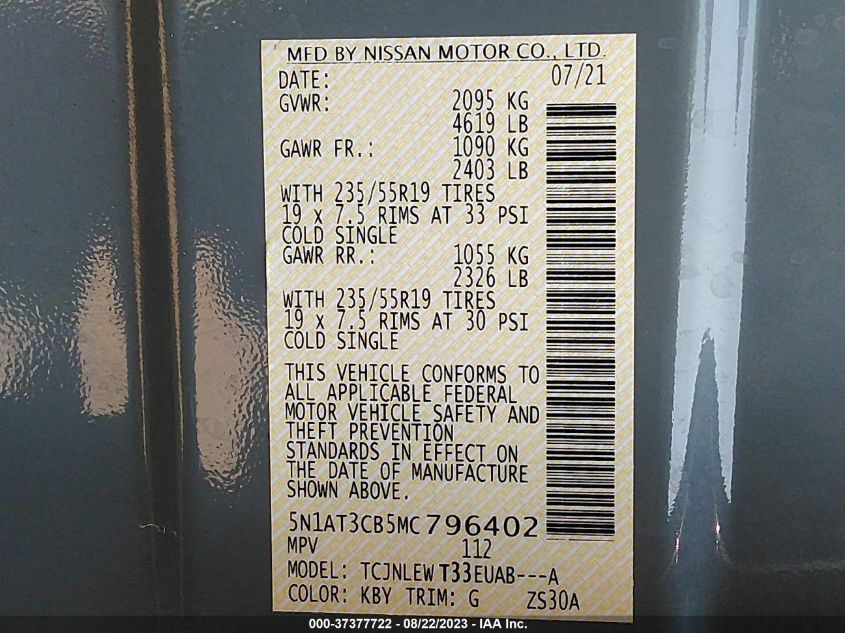 MFD BY NISSAN MOTOR CO., LTD.
DATE: 07/21
GVWR: 2095 KG
4619 LB
GAWR FR.: 1090 KG
2403 LB
WITH 235/55R19 TIRES
19 x 7.5 RIMS AT 33 PSI
COLD SINGLE
GAWR RR.: 1055 KG
2326 LB
WITH 235/55R19 TIRES
19 x 7.5 RIMS AT 30 PSI
COLD SINGLE
THIS VEHICLE CONFORMS TO
ALL APPLICABLE FEDERAL
MOTOR VEHICLE SAFETY AND
THEFT PREVENTION
STANDARDS IN EFFECT ON
THE DATE OF MANUFACTURE
SHOWN ABOVE.
5N1AT3CB5MC796402
MPV 112
MODEL: TCJNLEWT33EUAB---A
COLOR: KBY TRIM: G ZS30A
000-37377722 - 08/22/2023 - IAA Inc.